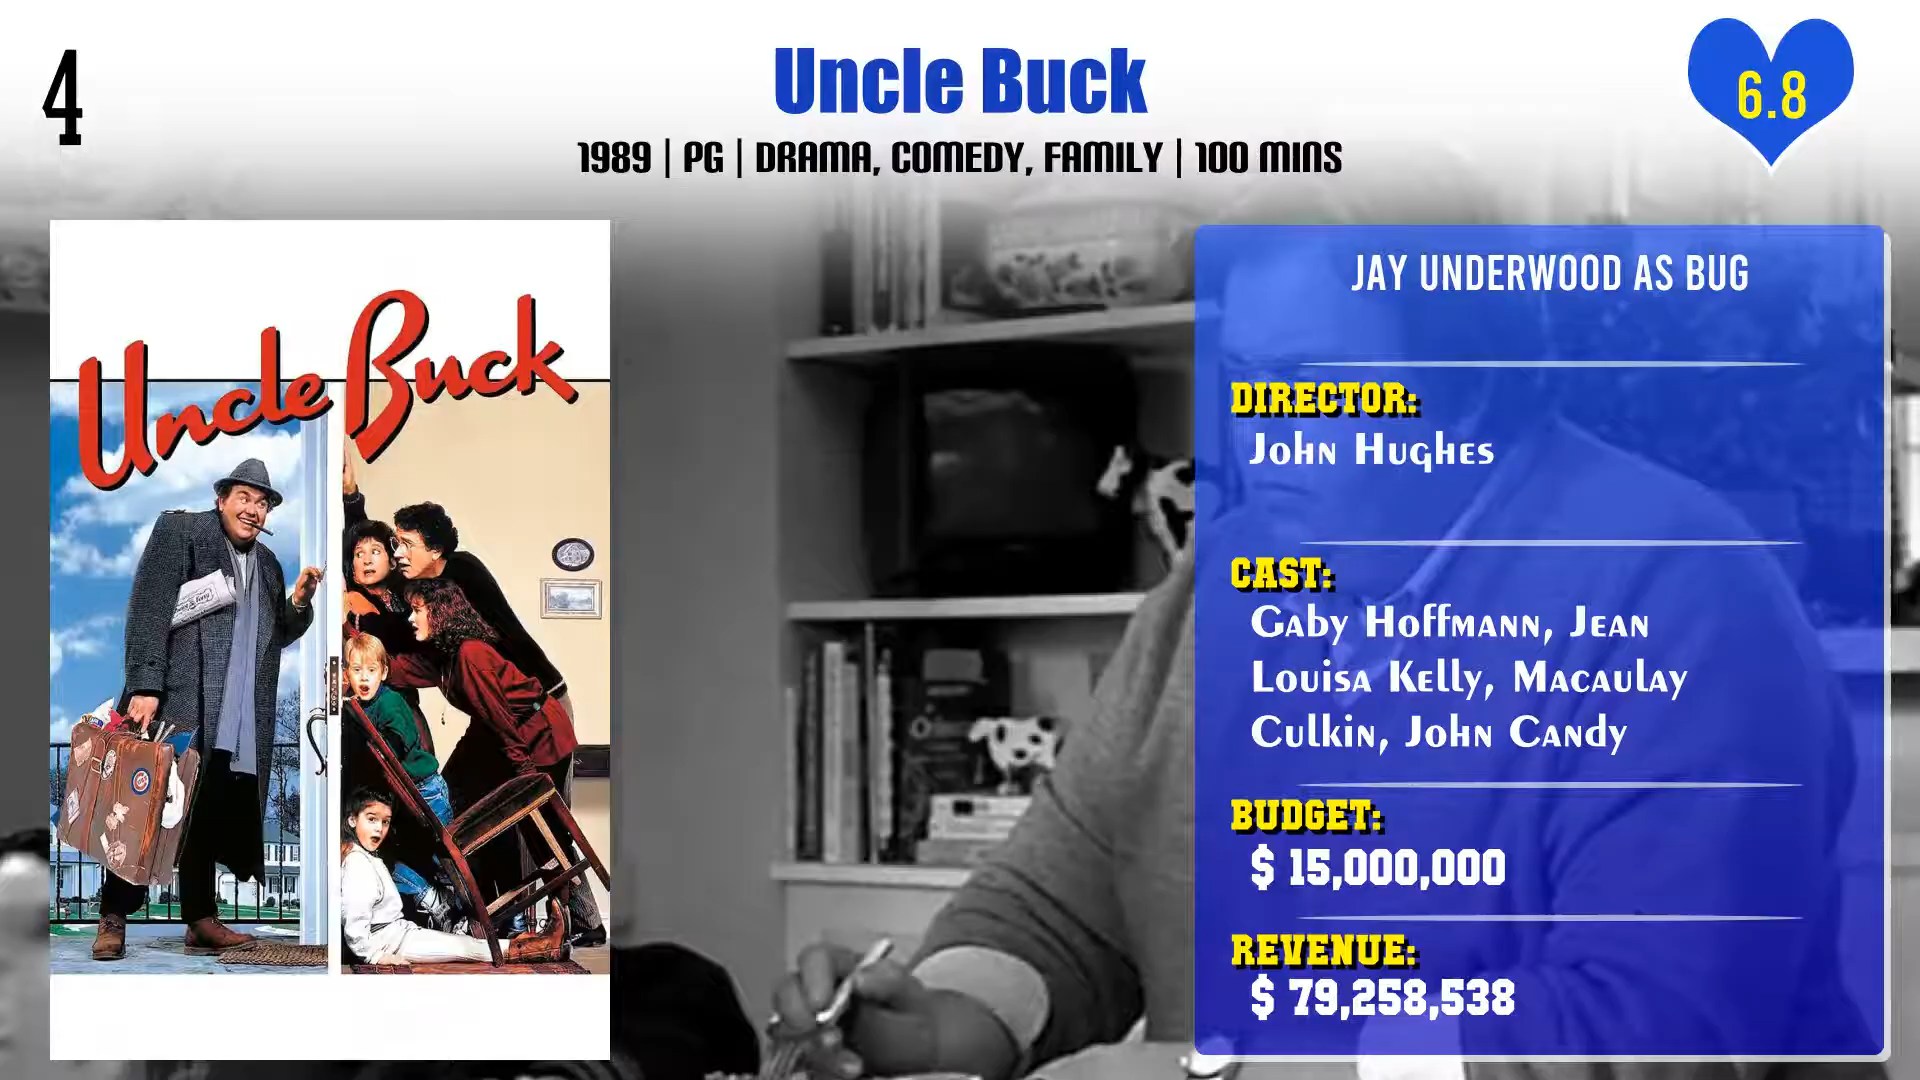 4
Uncle Buck
6.8
1989 | PG | DRAMA, COMEDY, FAMILY | 100 MINS
Uncle Buck
JAY UNDERWOOD AS BUG
DIRECTOR:
John Hughes
CAST:
Gaby Hoffmann, Jean
Louisa Kelly, Macaulay
Culkin, John Candy
BUDGET:
$ 15,000,000
REVENUE:
$ 79,258,538